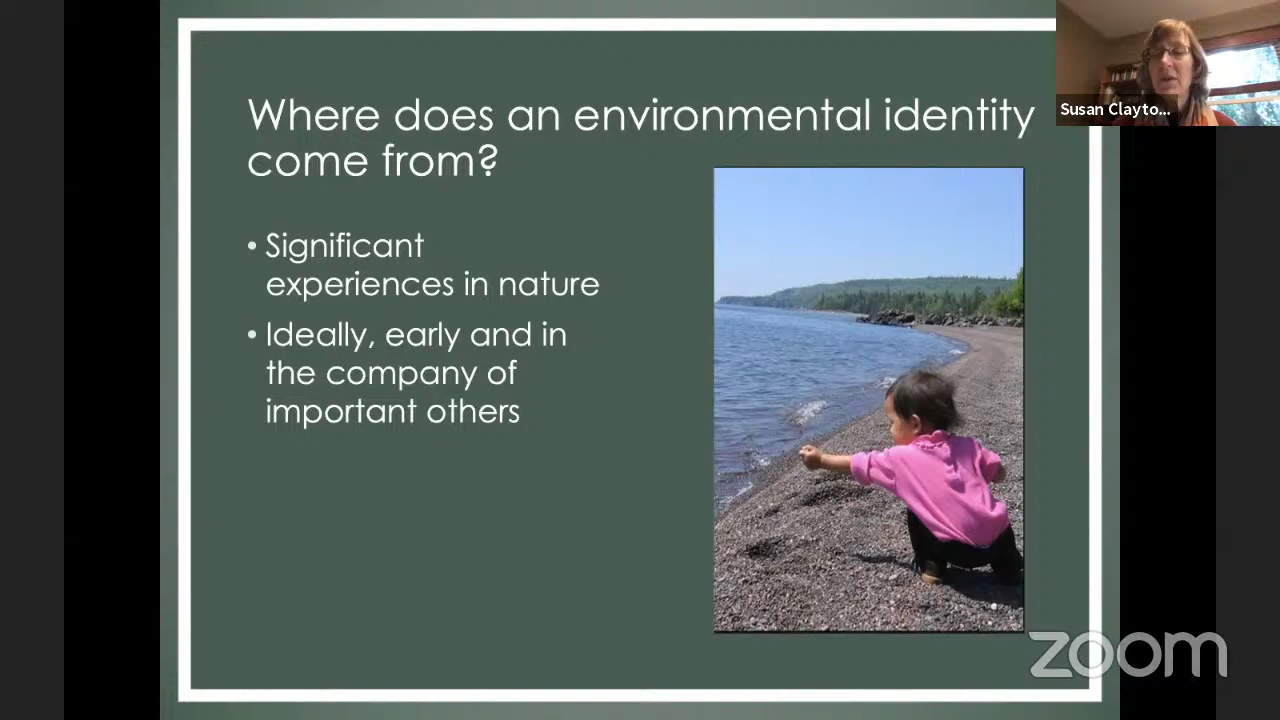 Where does an environmental identity
come from?
• Significant
experiences in nature
• Ideally, early and in
the company of
important others
Susan Clayto...
zoom